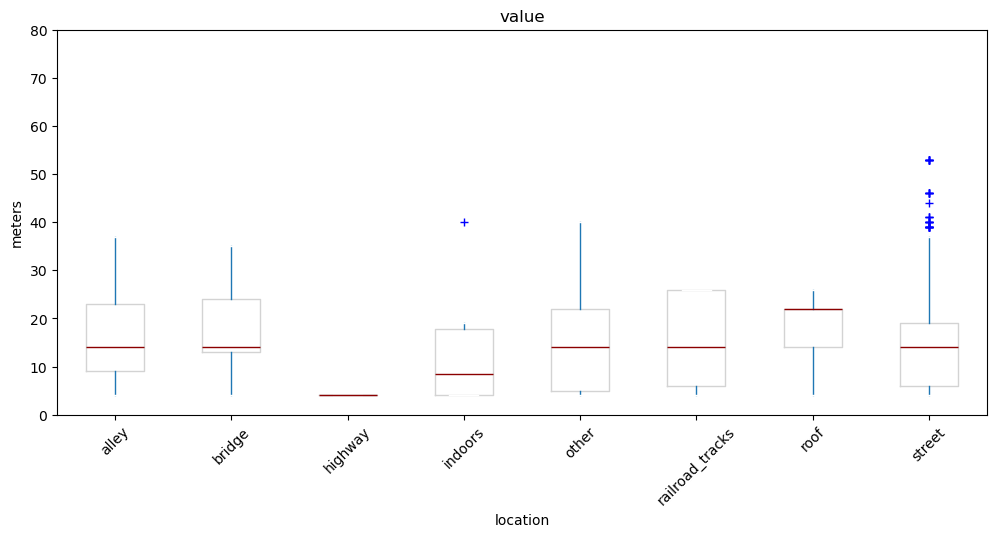 value
80
70
60
50
40
30
20
10
0
meters
alley
bridge
highway
indoors
other
railroad_tracks
roof
street
location